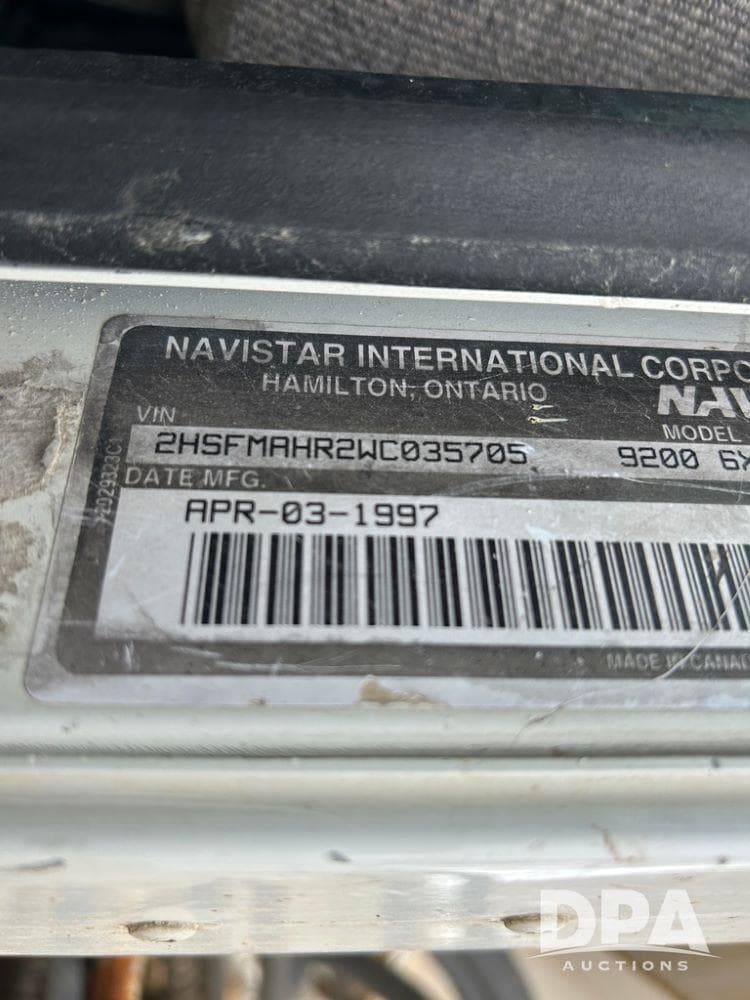 NAVISTAR INTERNATIONAL CORPO
HAMILTON, ONTARIO
NAV
VIN
MODEL
2HSFMAHR2WC035705 9200 6X
DATE MFG.
APR-03-1997
MADE IN CANAD
DPA
AUCTIONS